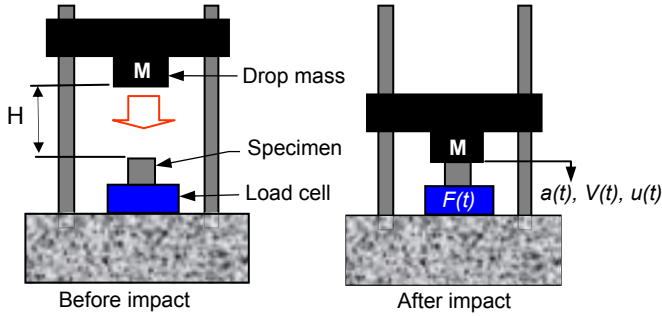 M
Drop mass
H
Specimen
Load cell
Before impact
M
F(t)
a(t), V(t), u(t)
After impact